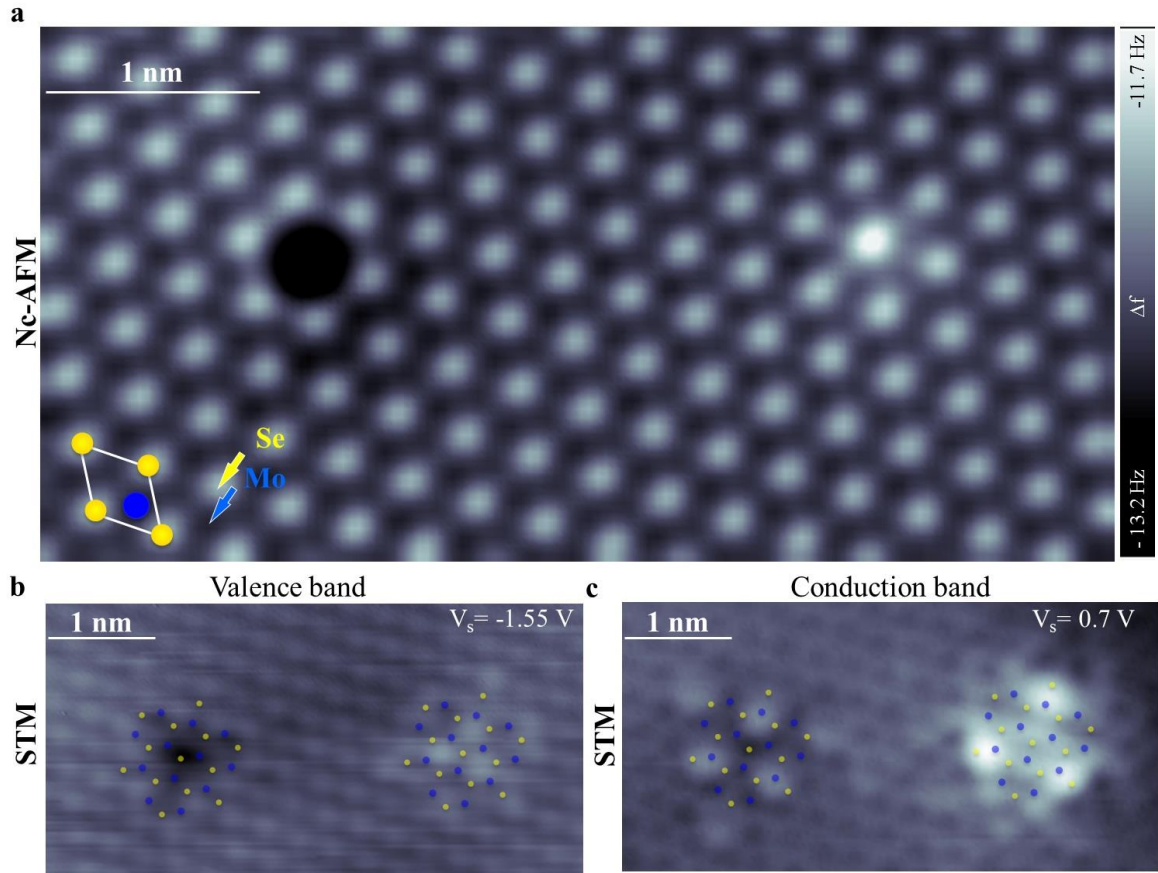 a
1 nm
-11.7 Hz
Δf
- 13.2 Hz
Nc-AFM
Se
Mo
b
Valence band
c
Conduction band
1 nm
Vs= -1.55 V
1 nm
Vs= 0.7 V
STM
STM